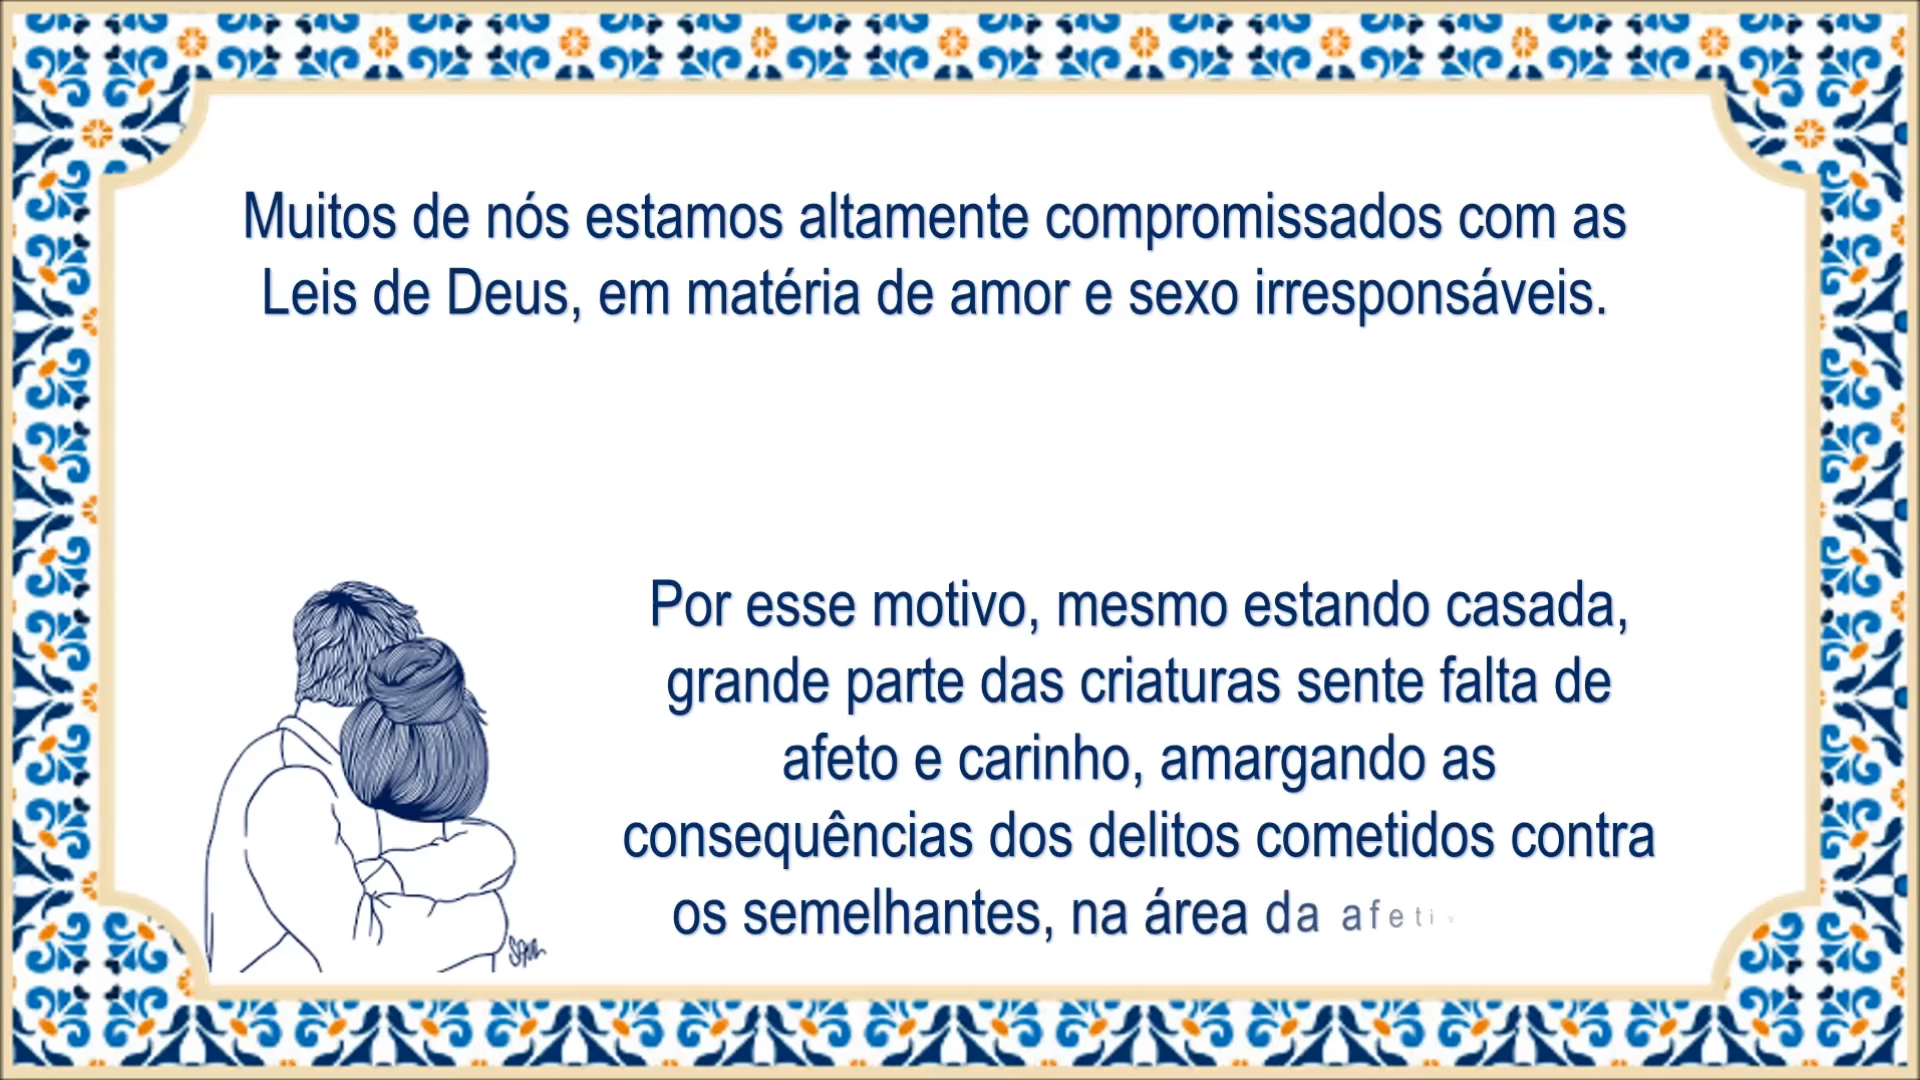 Muitos de nós estamos altamente compromissados com as
Leis de Deus, em matéria de amor e sexo irresponsáveis.
Por esse motivo, mesmo estando casada,
grande parte das criaturas sente falta de
afeto e carinho, amargando as
consequências dos delitos cometidos contra
os semelhantes, na área da afeti